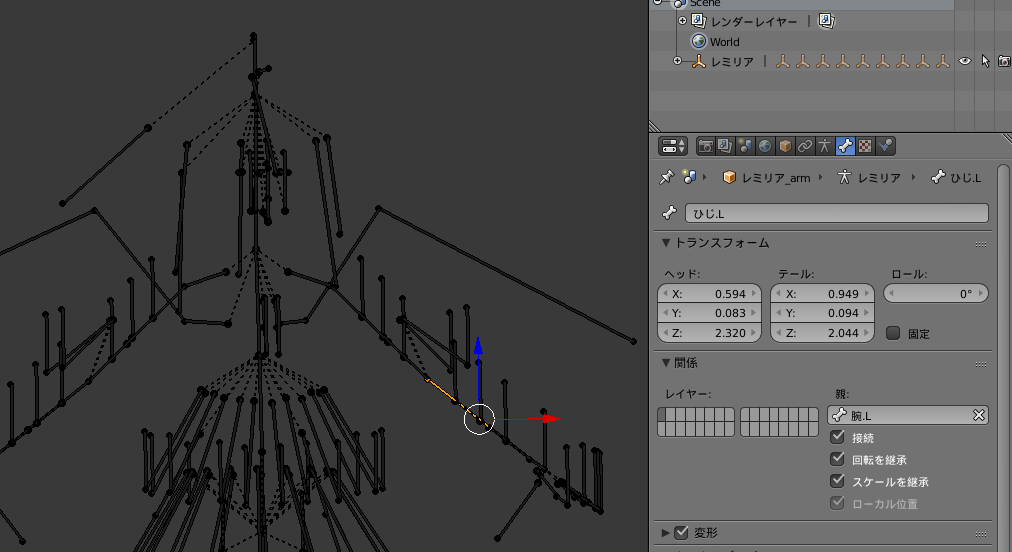 Scene
レンダーレイヤー
World
レミリア
レミリア_arm レミリア ひじ.L
ひじ.L
トランスフォーム
ヘッド: テール: ロール:
X: 0.594 X: 0.949 0°
Y: 0.083 Y: 0.094
Z: 2.320 Z: 2.044 固定
関係
レイヤー: 親:
腕.L
接続
回転を継承
スケールを継承
ローカル位置
変形